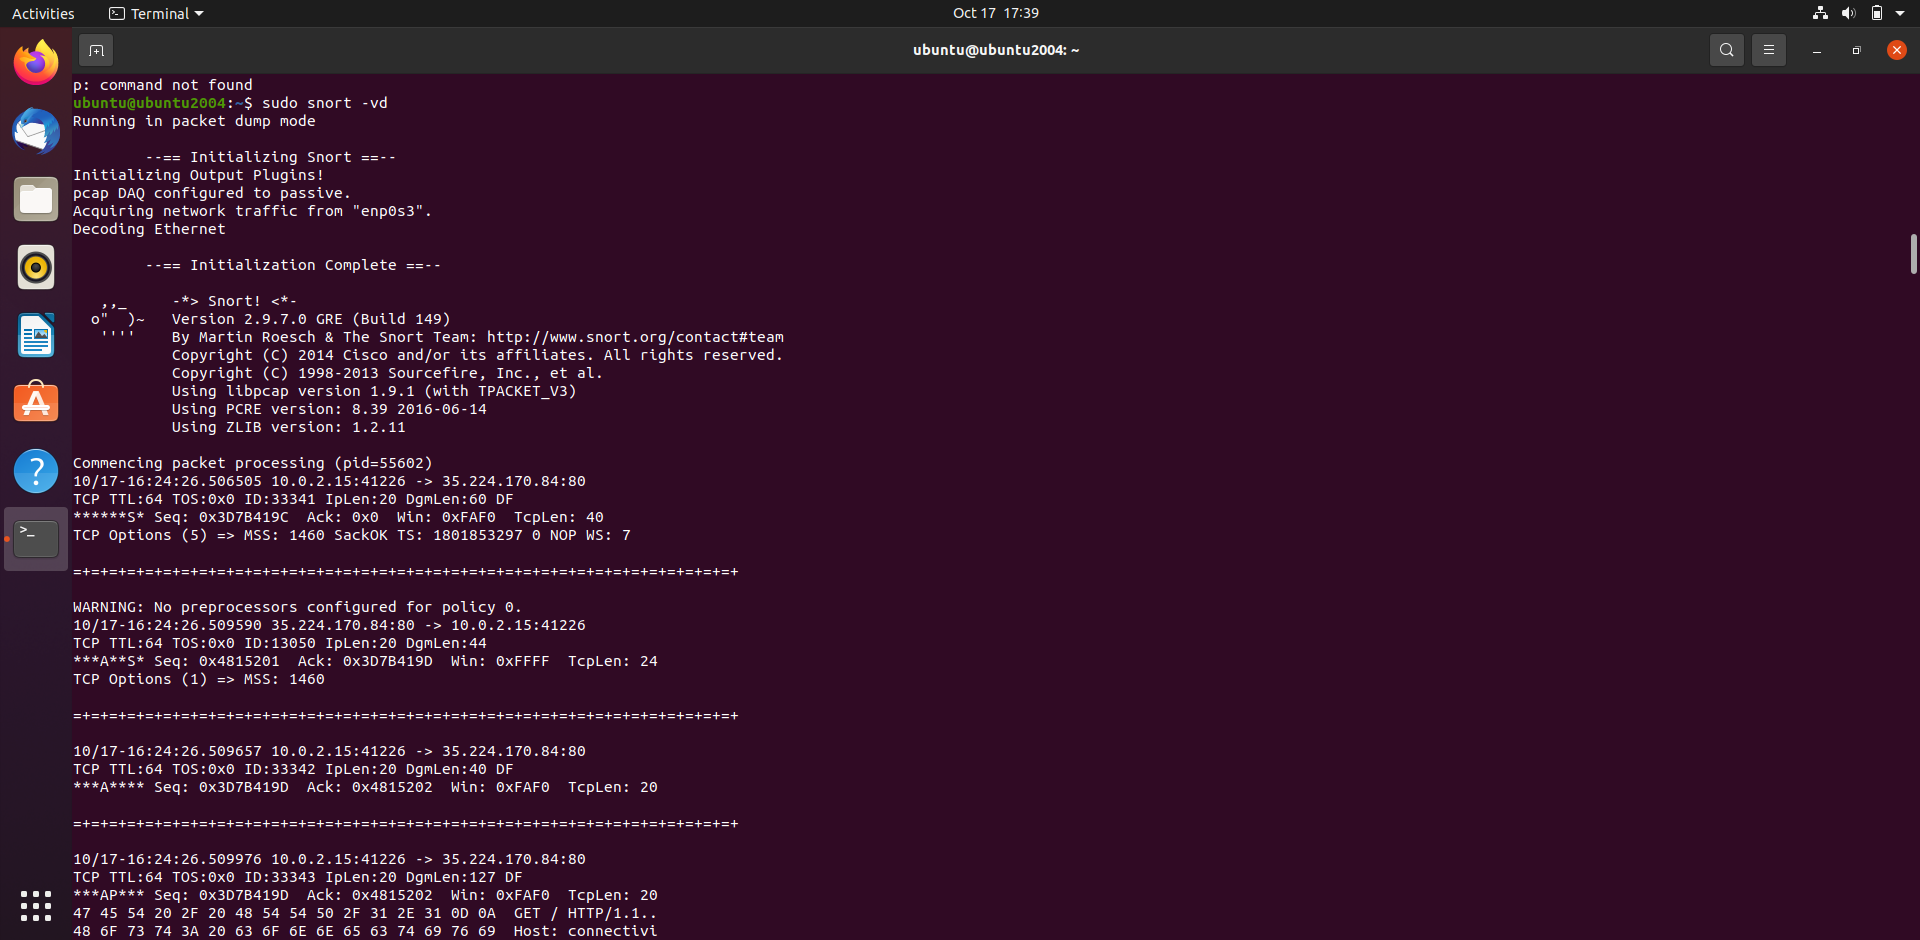 Activities
Terminal
Oct 17 17:39
ubuntu@ubuntu2004: ~
p: command not found
ubuntu@ubuntu2004:~$ sudo snort -vd
Running in packet dump mode
--== Initializing Snort ==--
Initializing Output Plugins!
pcap DAQ configured to passive.
Acquiring network traffic from "enp0s3".
Decoding Ethernet
--== Initialization Complete ==--
,,_     -*> Snort! <*-
o"  )~   Version 2.9.7.0 GRE (Build 149)
''''    By Martin Roesch & The Snort Team: http://www.snort.org/contact#team
Copyright (C) 2014 Cisco and/or its affiliates. All rights reserved.
Copyright (C) 1998-2013 Sourcefire, Inc., et al.
Using libpcap version 1.9.1 (with TPACKET_V3)
Using PCRE version: 8.39 2016-06-14
Using ZLIB version: 1.2.11
Commencing packet processing (pid=55602)
10/17-16:24:26.506505 10.0.2.15:41226 -> 35.224.170.84:80
TCP TTL:64 TOS:0x0 ID:33341 IpLen:20 DgmLen:60 DF
******S* Seq: 0x3D7B419C  Ack: 0x0  Win: 0xFAF0  TcpLen: 40
TCP Options (5) => MSS: 1460 SackOK TS: 1801853297 0 NOP WS: 7
=+=+=+=+=+=+=+=+=+=+=+=+=+=+=+=+=+=+=+=+=+=+=+=+=+=+=+=+=+=+=+=+=+=+=+=+=+
WARNING: No preprocessors configured for policy 0.
10/17-16:24:26.509590 35.224.170.84:80 -> 10.0.2.15:41226
TCP TTL:64 TOS:0x0 ID:13050 IpLen:20 DgmLen:44
***A**S* Seq: 0x4815201  Ack: 0x3D7B419D  Win: 0xFFFF  TcpLen: 24
TCP Options (1) => MSS: 1460
=+=+=+=+=+=+=+=+=+=+=+=+=+=+=+=+=+=+=+=+=+=+=+=+=+=+=+=+=+=+=+=+=+=+=+=+=+
10/17-16:24:26.509657 10.0.2.15:41226 -> 35.224.170.84:80
TCP TTL:64 TOS:0x0 ID:33342 IpLen:20 DgmLen:40 DF
***A**** Seq: 0x3D7B419D  Ack: 0x4815202  Win: 0xFAF0  TcpLen: 20
=+=+=+=+=+=+=+=+=+=+=+=+=+=+=+=+=+=+=+=+=+=+=+=+=+=+=+=+=+=+=+=+=+=+=+=+=+
10/17-16:24:26.509976 10.0.2.15:41226 -> 35.224.170.84:80
TCP TTL:64 TOS:0x0 ID:33343 IpLen:20 DgmLen:127 DF
***AP*** Seq: 0x3D7B419D  Ack: 0x4815202  Win: 0xFAF0  TcpLen: 20
47 45 54 20 2F 20 48 54 54 50 2F 31 2E 31 0D 0A  GET / HTTP/1.1..
48 6F 73 74 3A 20 63 6F 6E 6E 65 63 74 69 76 69  Host: connectivi